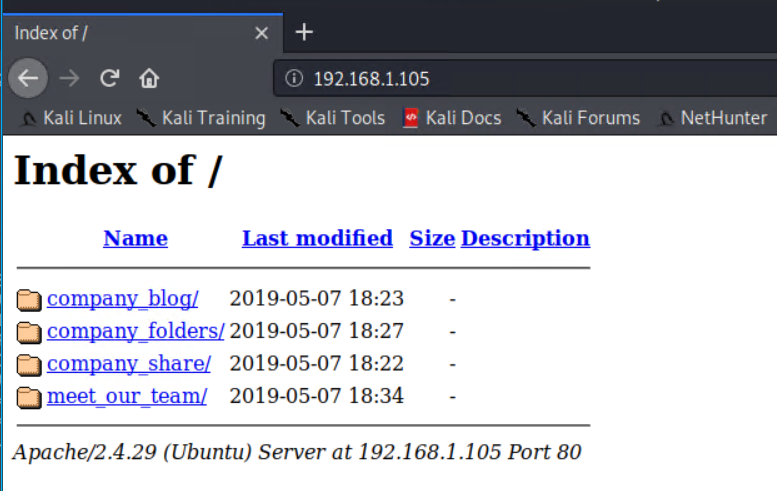 Index of /
192.168.1.105
Kali Linux Kali Training Kali Tools Kali Docs Kali Forums NetHunter
Index of /
Name Last modified Size Description
company_blog/ 2019-05-07 18:23 -
company_folders/ 2019-05-07 18:27 -
company_share/ 2019-05-07 18:22 -
meet_our_team/ 2019-05-07 18:34 -
Apache/2.4.29 (Ubuntu) Server at 192.168.1.105 Port 80